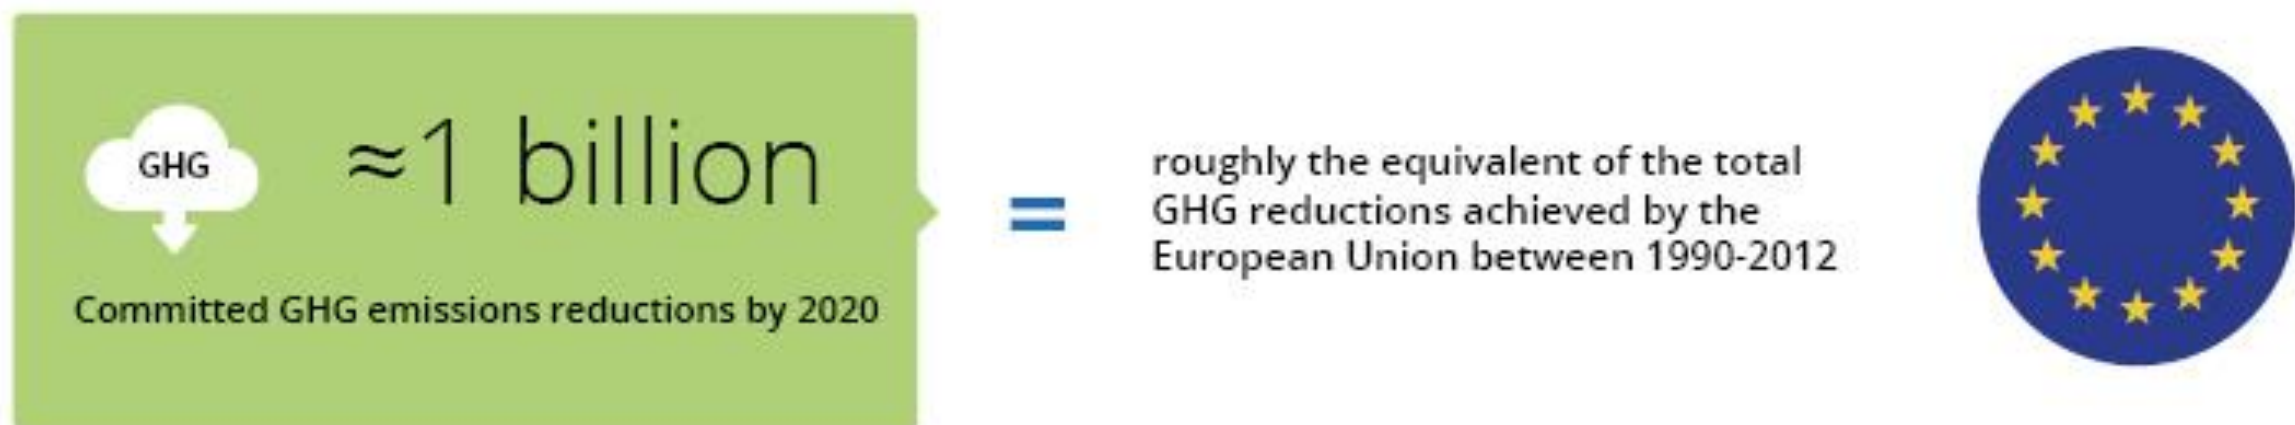 GHG
≈1 billion
Committed GHG emissions reductions by 2020
=
roughly the equivalent of the total
GHG reductions achieved by the
European Union between 1990-2012